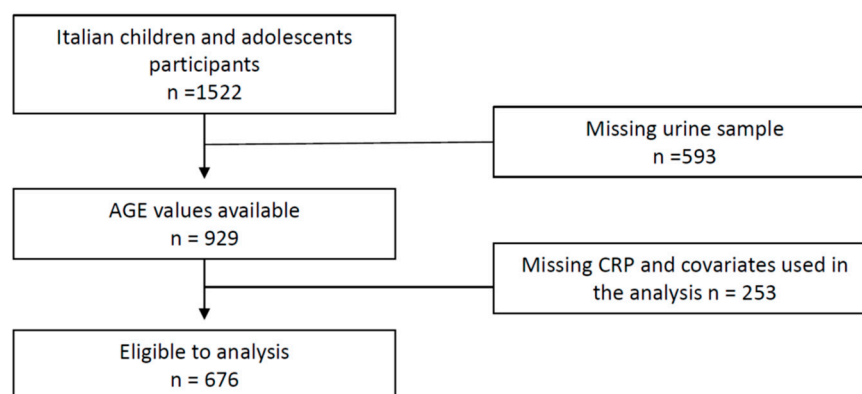 Italian children and adolescents
participants
n =1522
Missing urine sample
n =593
AGE values available
n = 929
Missing CRP and covariates used in
the analysis n = 253
Eligible to analysis
n = 676